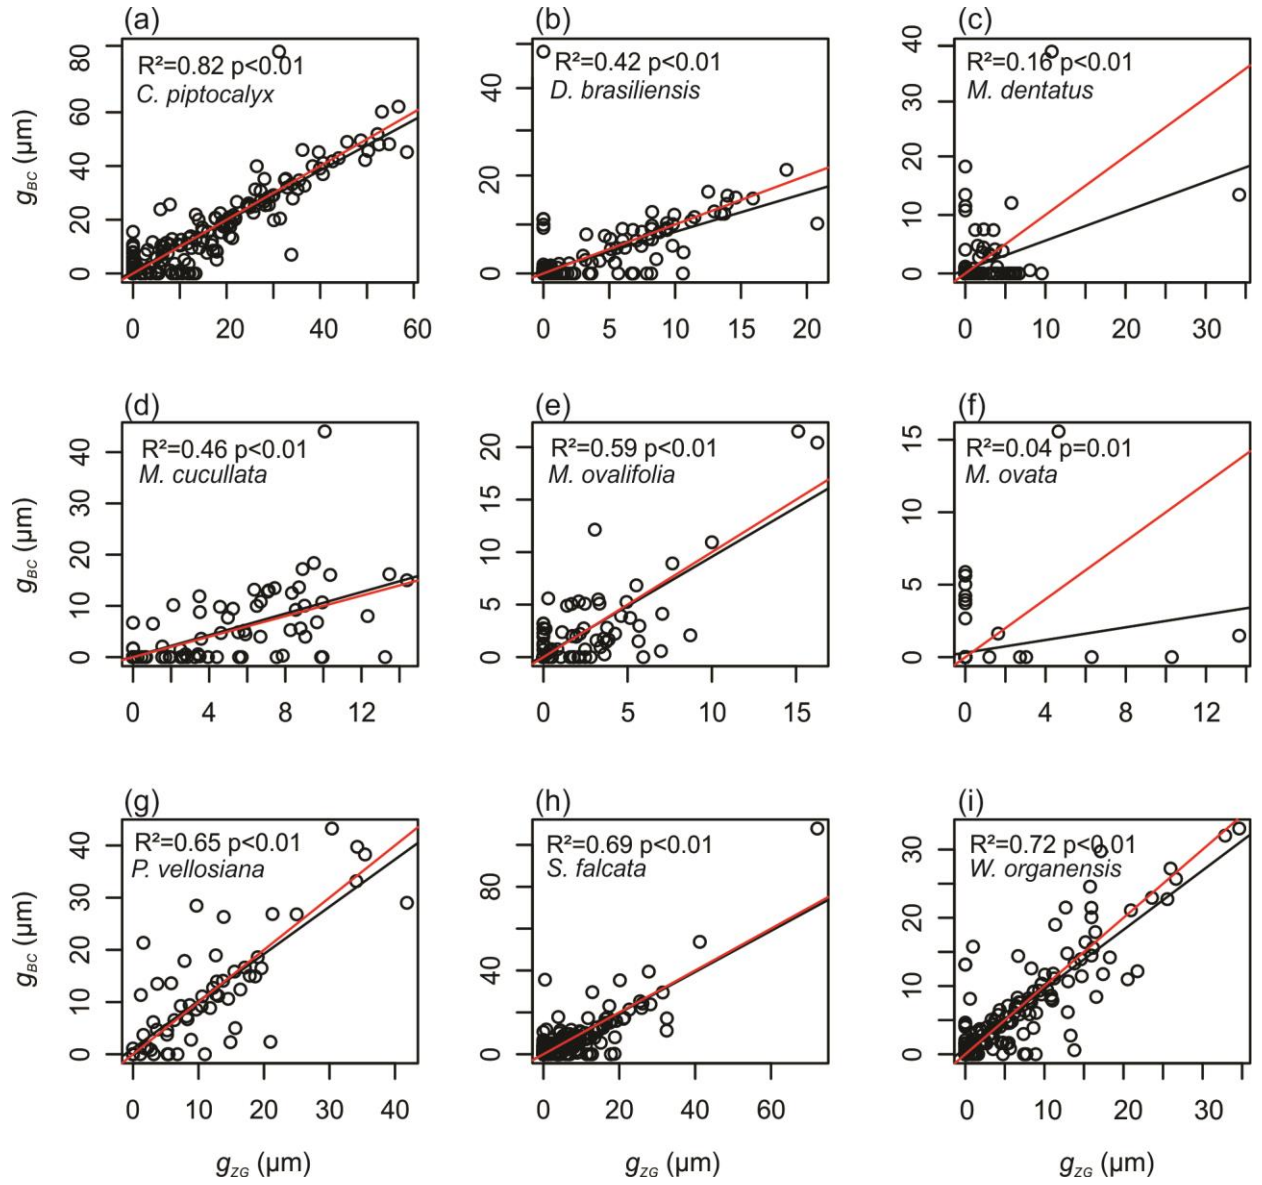 (a)
R²=0.82 p<0.01
C. piptocalyx
80
60
40
20
0
0 20 40 60
gBC (µm)
(b)
R²=0.42 p<0.01
D. brasiliensis
40
20
10
0
0 5 10 15 20
(c)
R²=0.16 p<0.01
M. dentatus
40
30
20
10
0
0 10 20 30
(d)
R²=0.46 p<0.01
M. cucullata
40
30
20
10
0
0 4 8 12
gBC (µm)
(e)
R²=0.59 p<0.01
M. ovalifolia
20
15
10
5
0
0 5 10 15
(f)
R²=0.04 p=0.01
M. ovata
15
10
5
0
0 4 8 12
(g)
R²=0.65 p<0.01
P. vellosiana
40
30
20
10
0
0 10 20 30 40
gBC (µm)
gZG (µm)
(h)
R²=0.69 p<0.01
S. falcata
80
40
0
0 20 40 60
gZG (µm)
(i)
R²=0.72 p<0.01
W. organensis
30
20
10
0
0 10 20 30
gZG (µm)